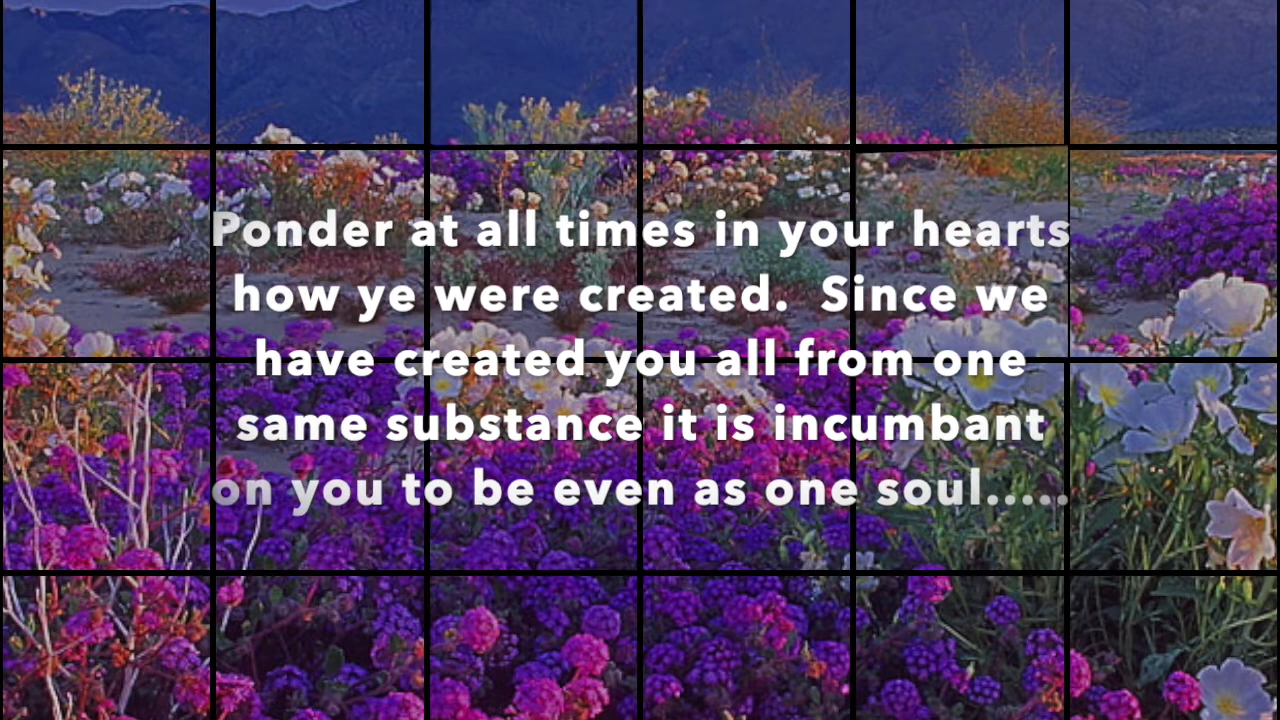 Ponder at all times in your hearts
how ye were created.  Since we
have created you all from one
same substance it is incumbant
on you to be even as one soul.....